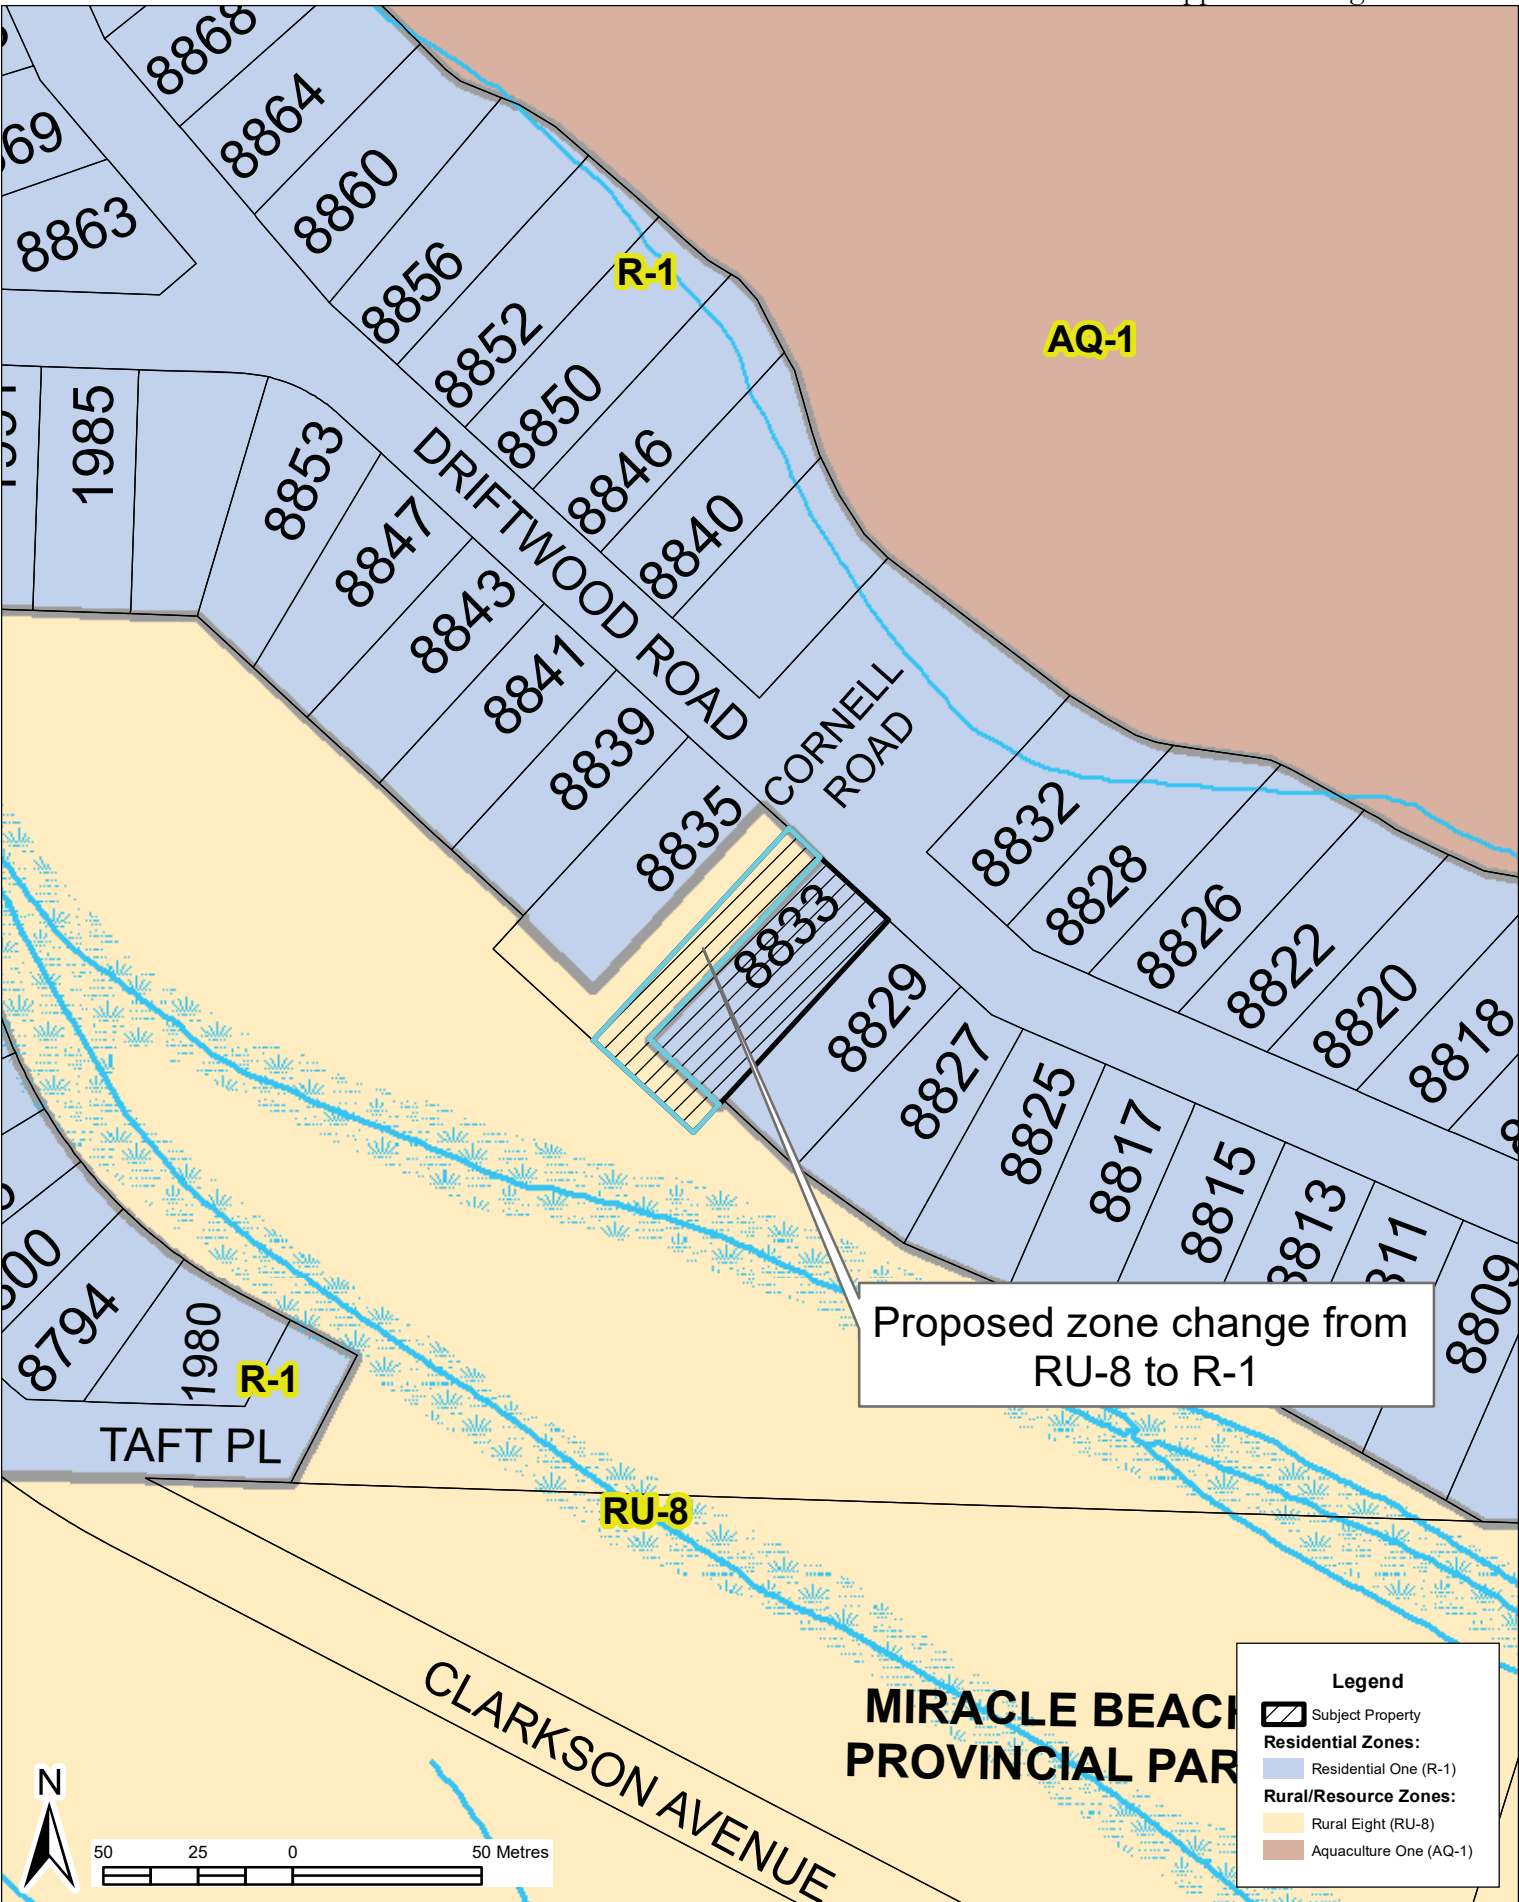 8868
8864
69
8860
8863
8856
R-1
AQ-1
8852
8850
1985
8853
8846
DRIFTWOOD ROAD
8847
8840
8843
8841
8839
CORNELL
ROAD
8835
8832
8828
8833
8826
8822
8829
8820
8827
8818
8825
8817
8815
8813
811
8809
Proposed zone change from
RU-8 to R-1
8794
1980
R-1
TAFT PL
RU-8
CLARKSON AVENUE
MIRACLE BEACH
PROVINCIAL PAR
Legend
Subject Property
Residential Zones:
Residential One (R-1)
Rural/Resource Zones:
Rural Eight (RU-8)
Aquaculture One (AQ-1)
N
50 25 0 50 Metres